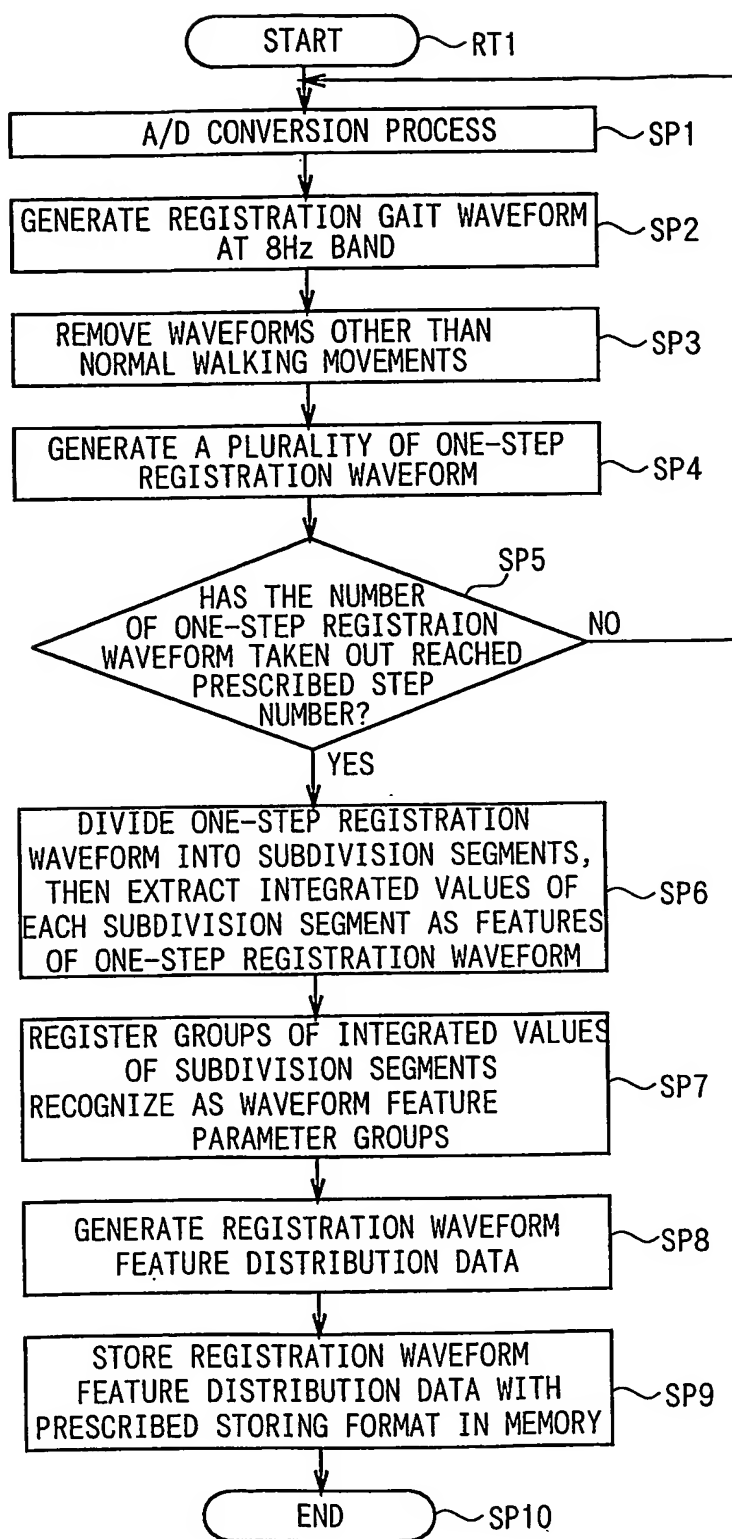 START
RT1
A/D CONVERSION PROCESS
SP1
GENERATE REGISTRATION GAIT WAVEFORM
AT 8Hz BAND
SP2
REMOVE WAVEFORMS OTHER THAN
NORMAL WALKING MOVEMENTS
SP3
GENERATE A PLURALITY OF ONE-STEP
REGISTRATION WAVEFORM
SP4
SP5
HAS THE NUMBER
OF ONE-STEP REGISTRAION
WAVEFORM TAKEN OUT REACHED
PRESCRIBED STEP
NUMBER?
NO
YES
DIVIDE ONE-STEP REGISTRATION
WAVEFORM INTO SUBDIVISION SEGMENTS,
THEN EXTRACT INTEGRATED VALUES OF
EACH SUBDIVISION SEGMENT AS FEATURES
OF ONE-STEP REGISTRATION WAVEFORM
SP6
REGISTER GROUPS OF INTEGRATED VALUES
OF SUBDIVISION SEGMENTS
RECOGNIZE AS WAVEFORM FEATURE
PARAMETER GROUPS
SP7
GENERATE REGISTRATION WAVEFORM
FEATURE DISTRIBUTION DATA
SP8
STORE REGISTRATION WAVEFORM
FEATURE DISTRIBUTION DATA WITH
PRESCRIBED STORING FORMAT IN MEMORY
SP9
END
SP10